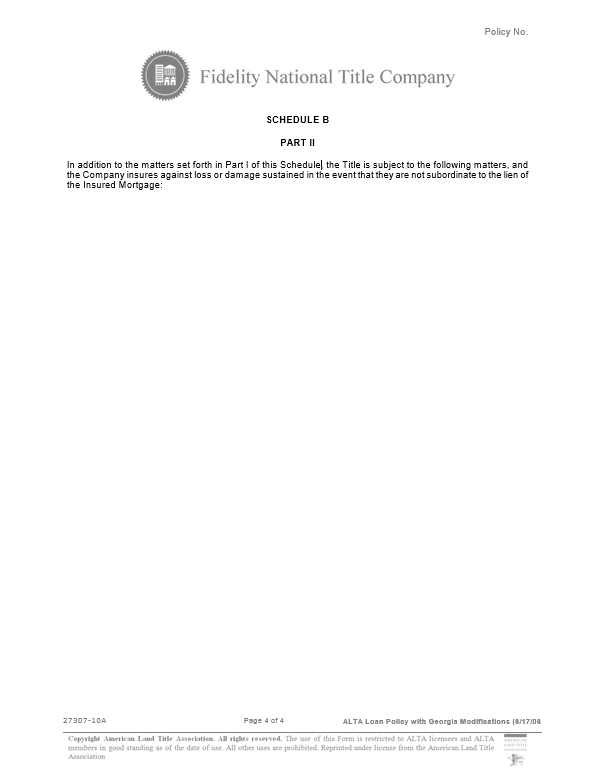 Policy No.
Fidelity National Title Company
SCHEDULE B
PART II
In addition to the matters set forth in Part I of this Schedule, the Title is subject to the following matters, and
the Company insures against loss or damage sustained in the event that they are not subordinate to the lien of
the Insured Mortgage:
27307-10A
Page 4 of 4
ALTA Loan Policy with Georgia Modifications (6/17/06
Copyright American Land Title Association. All rights reserved. The use of this Form is restricted to ALTA licensees and ALTA
members in good standing as of the date of use. All other uses are prohibited. Reprinted under license from the American Land Title
Association
AMERICAN
LAND TITLE
ASSOCIATION